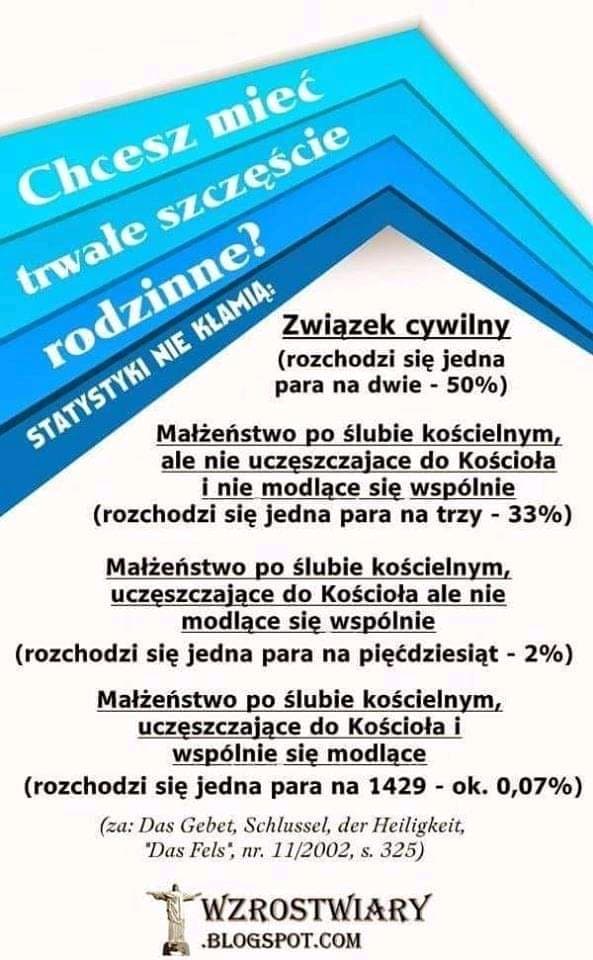 Chcesz mieć
trwałe szczęście
rodzinne?
STATYSTYKI NIE KŁAMIĄ:
Związek cywilny
(rozchodzi się jedna
para na dwie - 50%)
Małżeństwo po ślubie kościelnym,
ale nie uczęszczajace do Kościoła
i nie modlące się wspólnie
(rozchodzi się jedna para na trzy - 33%)
Małżeństwo po ślubie kościelnym,
uczęszczające do Kościoła ale nie
modlące się wspólnie
(rozchodzi się jedna para na pięćdziesiąt - 2%)
Małżeństwo po ślubie kościelnym,
uczęszczające do Kościoła i
wspólnie się modlące
(rozchodzi się jedna para na 1429 - ok. 0,07%)
(za: Das Gebet, Schlussel, der Heiligkeit,
"Das Fels", nr. 11/2002, s. 325)
WZROSTWIARY
.BLOGSPOT.COM